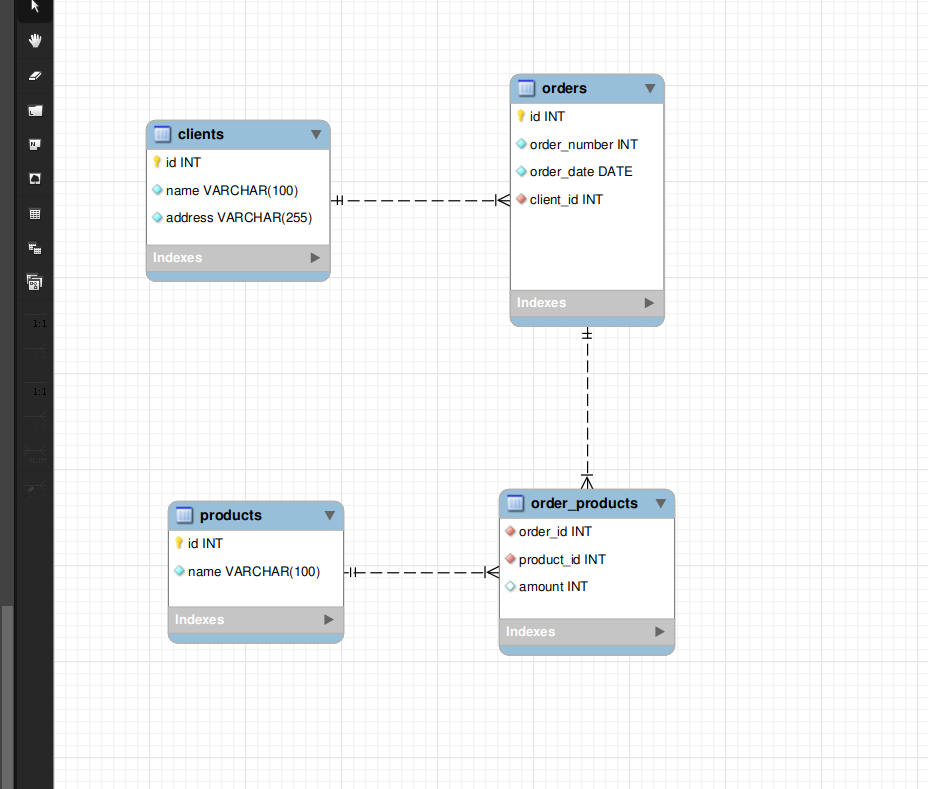 orders
id INT
order_number INT
order_date DATE
client_id INT
Indexes
clients
id INT
name VARCHAR(100)
address VARCHAR(255)
Indexes
1:1
1:1
products
id INT
name VARCHAR(100)
Indexes
order_products
order_id INT
product_id INT
amount INT
Indexes